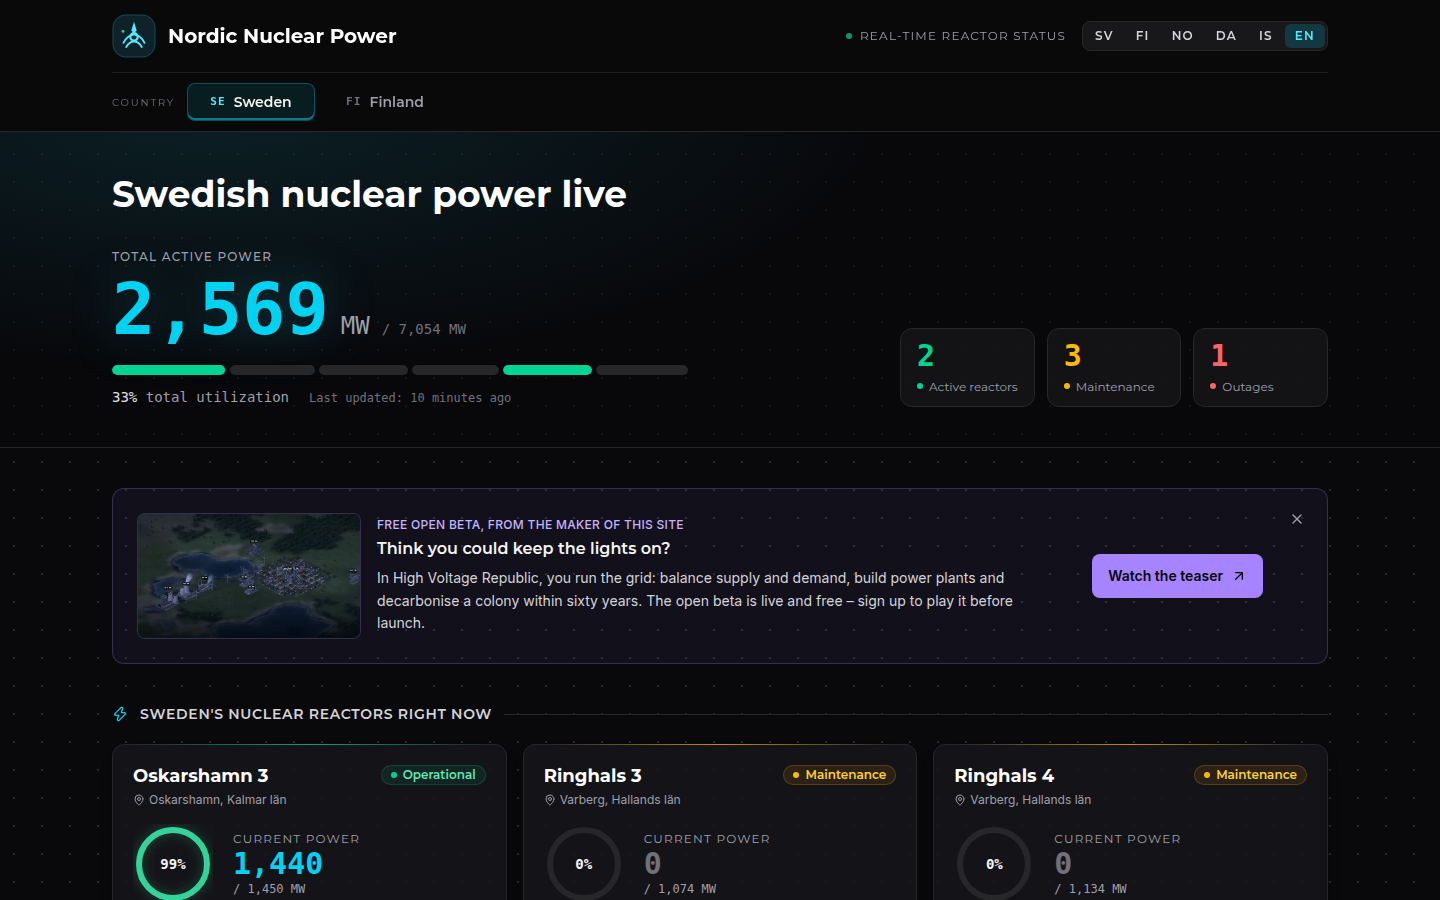 Nordic Nuclear Power
REAL-TIME REACTOR STATUS
SV FI NO DA IS EN
COUNTRY
SE Sweden
FI Finland
Swedish nuclear power live
TOTAL ACTIVE POWER
2,569 MW / 7,054 MW
33% total utilization Last updated: 10 minutes ago
2
Active reactors
3
Maintenance
1
Outages
FREE OPEN BETA, FROM THE MAKER OF THIS SITE
Think you could keep the lights on?
In High Voltage Republic, you run the grid: balance supply and demand, build power plants and
decarbonise a colony within sixty years. The open beta is live and free – sign up to play it before
launch.
Watch the teaser
SWEDEN'S NUCLEAR REACTORS RIGHT NOW
Oskarshamn 3
Operational
Oskarshamn, Kalmar län
99%
CURRENT POWER
1,440
/ 1,450 MW
Ringhals 3
Maintenance
Varberg, Hallands län
0%
CURRENT POWER
0
/ 1,074 MW
Ringhals 4
Maintenance
Varberg, Hallands län
0%
CURRENT POWER
0
/ 1,134 MW